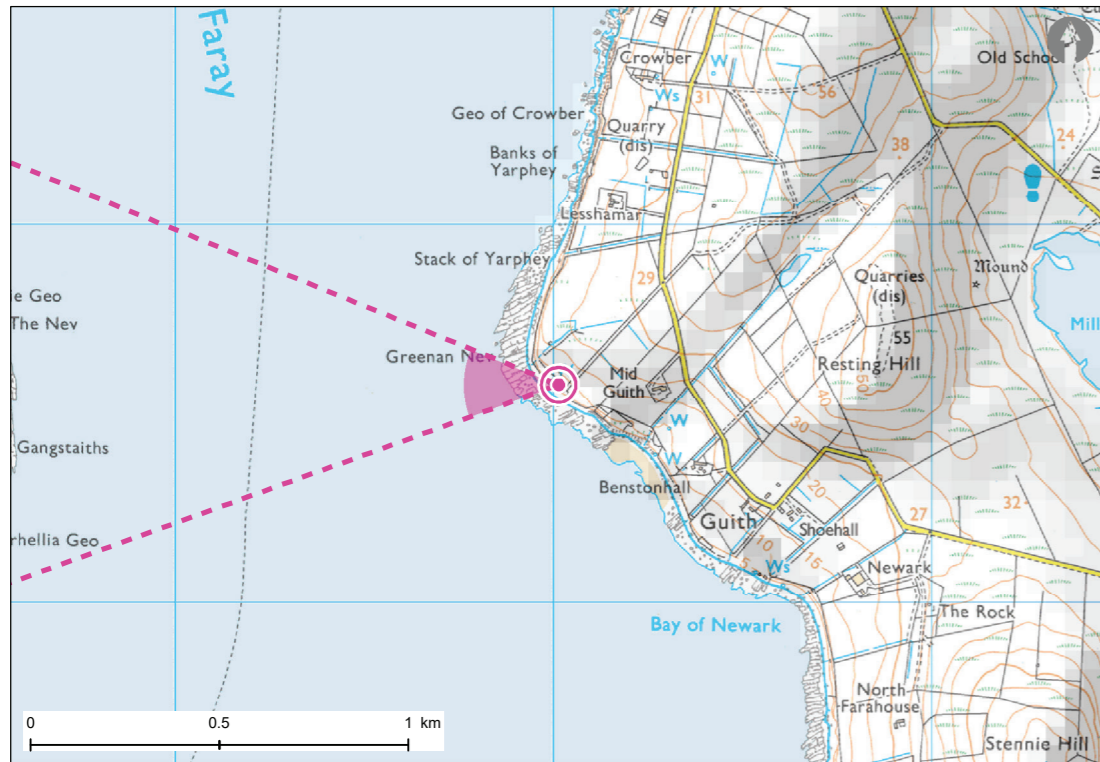 Faray
Crowber
W
Ws
31
56
Old
Geo of Crowber
Quarry
(dis)
38
24
Banks of
Yarphey
Lesshamar
Stack of Yarphey
29
Mound
Quarries
(dis)
Geo
The Nev
Mill
55
Greenan Nev
Mid
Guith
Resting Hill
50
40
W
30
Gangstaiths
W
Benstonhall
20
Guith
Shoehall
27
32
rhellia Geo
10
15
5
Ws
Newark
Bay of Newark
The Rock
North
Farahouse
Stennie Hill
0
0.5
1 km